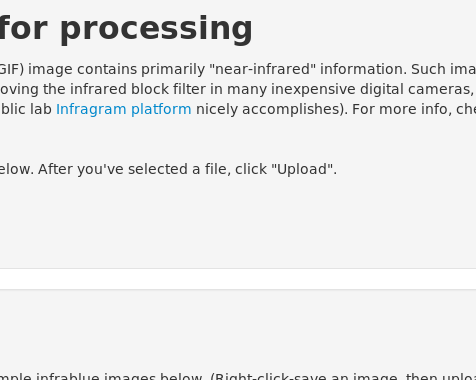 for processing
GIF) image contains primarily "near-infrared" information. Such ima
oving the infrared block filter in many inexpensive digital cameras,
blic lab Infragram platform nicely accomplishes). For more info, che
elow. After you've selected a file, click "Upload".
mple infrablue images below. (Right-click-save an image, then uploa